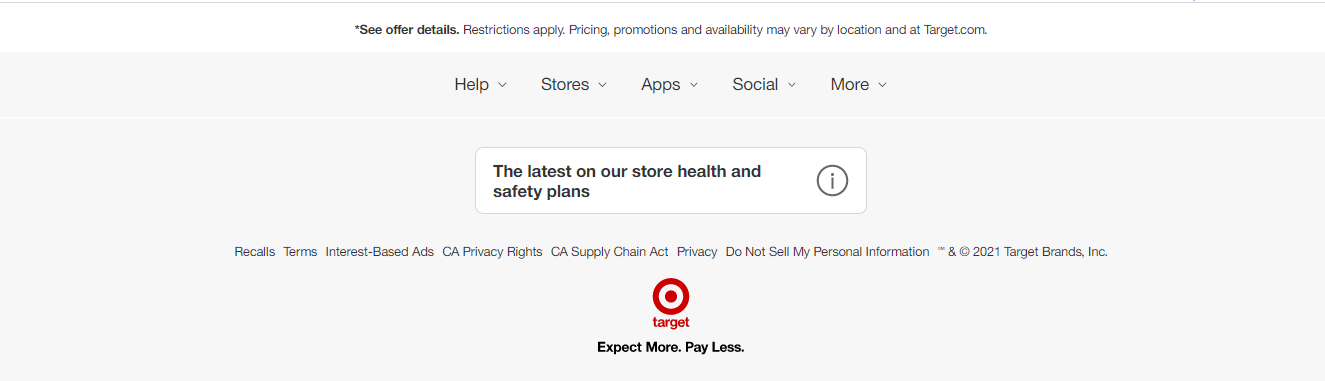 *See offer details. Restrictions apply. Pricing, promotions and availability may vary by location and at Target.com.
Help Stores Apps Social More
The latest on our store health and
safety plans
Recalls Terms Interest-Based Ads CA Privacy Rights CA Supply Chain Act Privacy Do Not Sell My Personal Information ™ & © 2021 Target Brands, Inc.
target
Expect More. Pay Less.